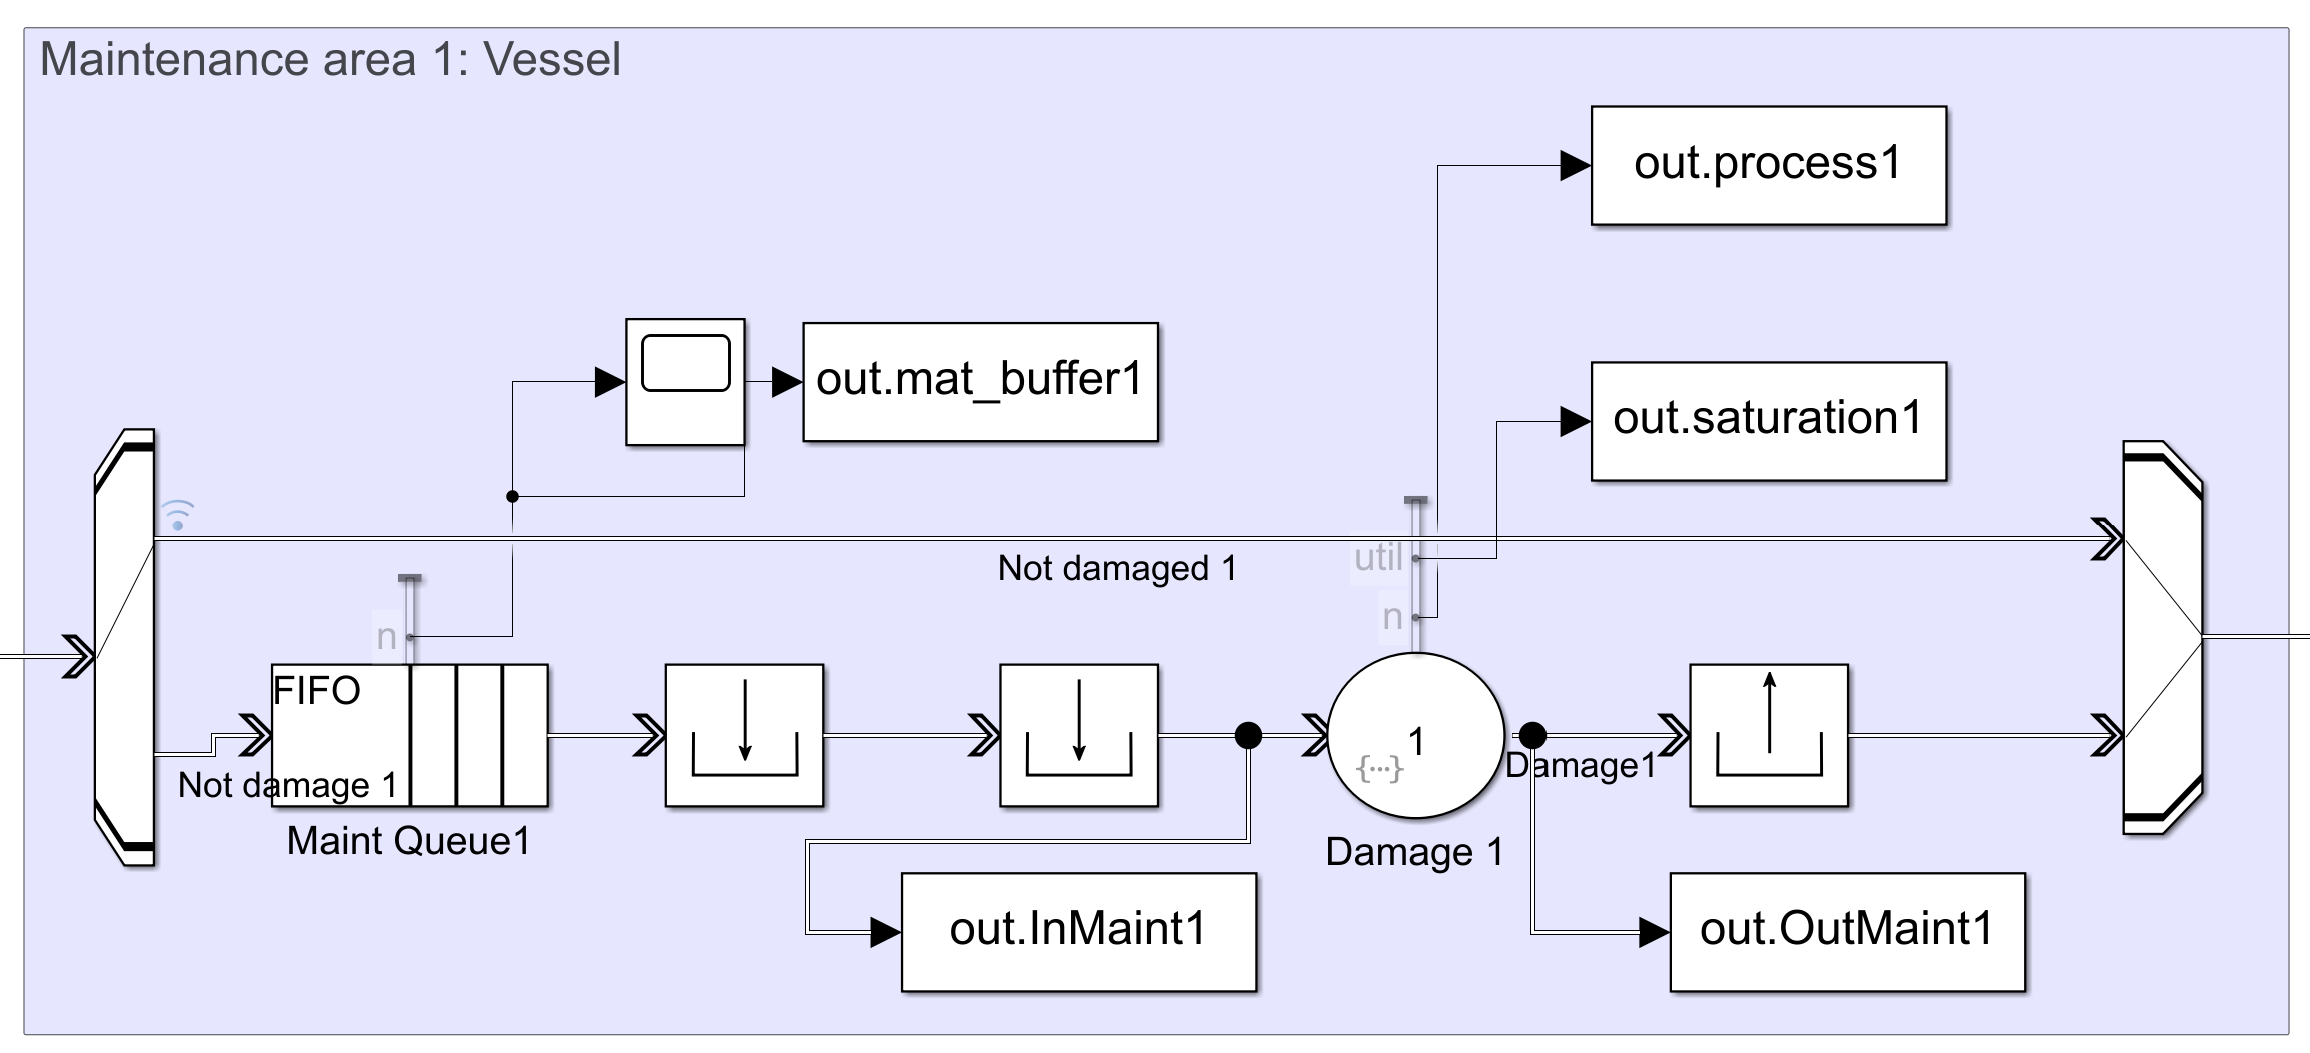 Maintenance area 1: Vessel
out.process1
out.mat_buffer1
out.saturation1
util
Not damaged 1
n
n
FIFO
1
{...}
Damage1
Not damage 1
Maint Queue1
Damage 1
out.InMaint1
out.OutMaint1